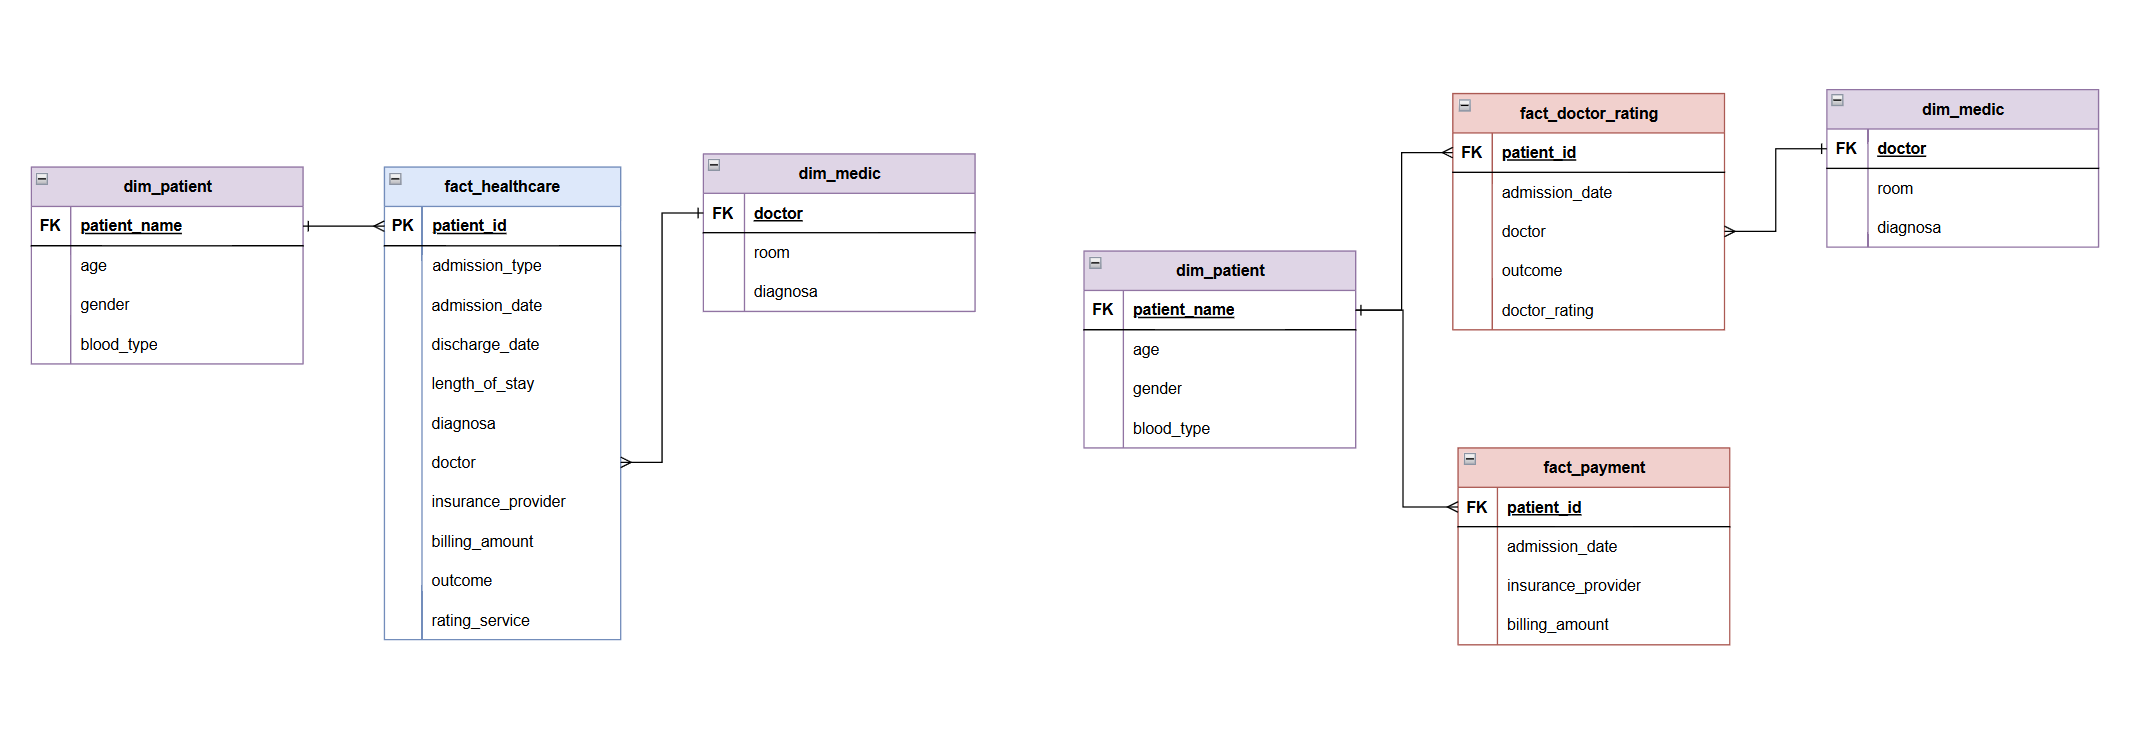 dim_patient
FK patient_name
age
gender
blood_type
fact_healthcare
PK patient_id
admission_type
admission_date
discharge_date
length_of_stay
diagnosa
doctor
insurance_provider
billing_amount
outcome
rating_service
dim_medic
FK doctor
room
diagnosa
dim_patient
FK patient_name
age
gender
blood_type
fact_doctor_rating
FK patient_id
admission_date
doctor
outcome
doctor_rating
fact_payment
FK patient_id
admission_date
insurance_provider
billing_amount
dim_medic
FK doctor
room
diagnosa